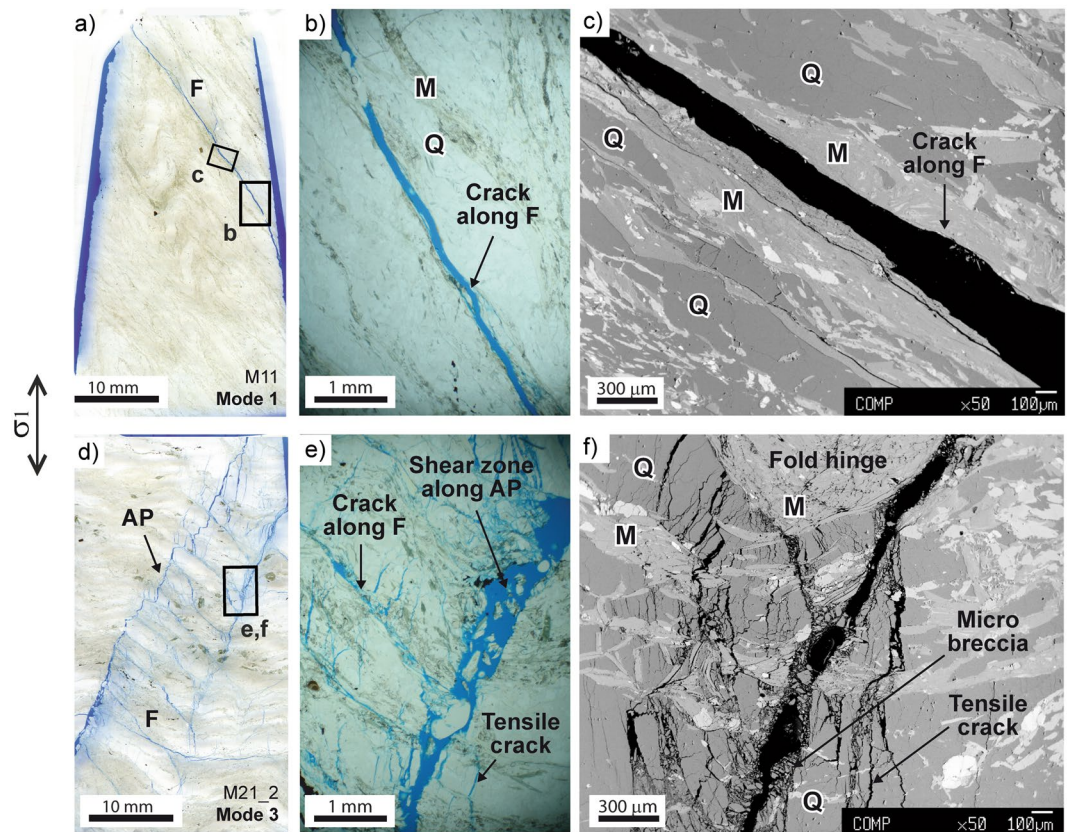 a)
F
c
b
10 mm
M11
Mode 1
b)
M
Q
Crack
along F
1 mm
c)
Q
Q
M
Crack
along F
M
Q
300 μm
COMP ×50 100μm
σ1
d)
AP
e,f
F
10 mm
M21_2
Mode 3
e)
Shear zone
along AP
Crack
along F
Tensile
crack
1 mm
f)
Q
Fold hinge
M
M
Micro
breccia
Tensile
crack
Q
300 μm
COMP ×50 100μm